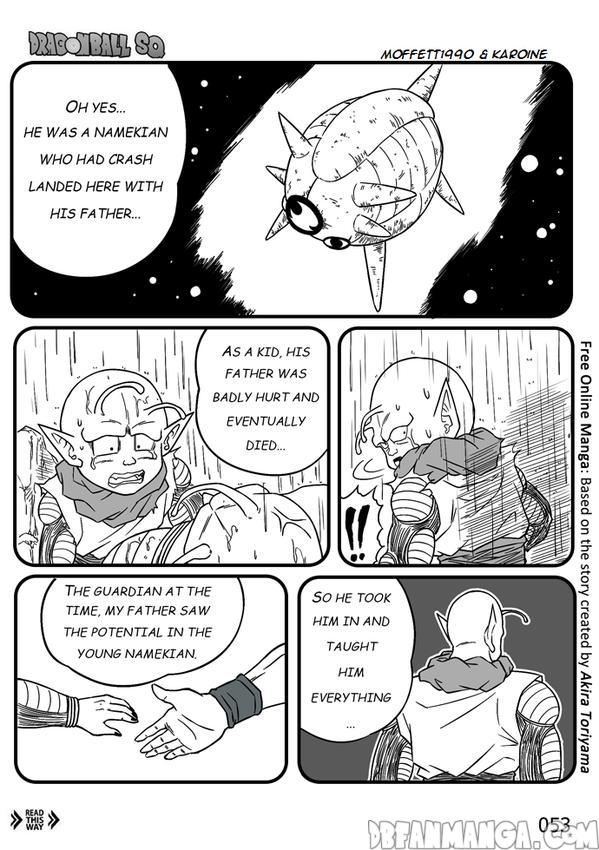 DRAGONBALL SQ
MOFFETT1990 & KAROINE
OH YES...
HE WAS A NAMEKIAN
WHO HAD CRASH
LANDED HERE WITH
HIS FATHER...
AS A KID, HIS
FATHER WAS
BADLY HURT AND
EVENTUALLY
DIED...
!!
THE GUARDIAN AT THE
TIME, MY FATHER SAW
THE POTENTIAL IN THE
YOUNG NAMEKIAN.
SO HE TOOK
HIM IN AND
TAUGHT
HIM
EVERYTHING
...
Free Online Manga: Based on the story created by Akira Toriyama
READ
THIS
WAY
053
DBFANMANGA.COM